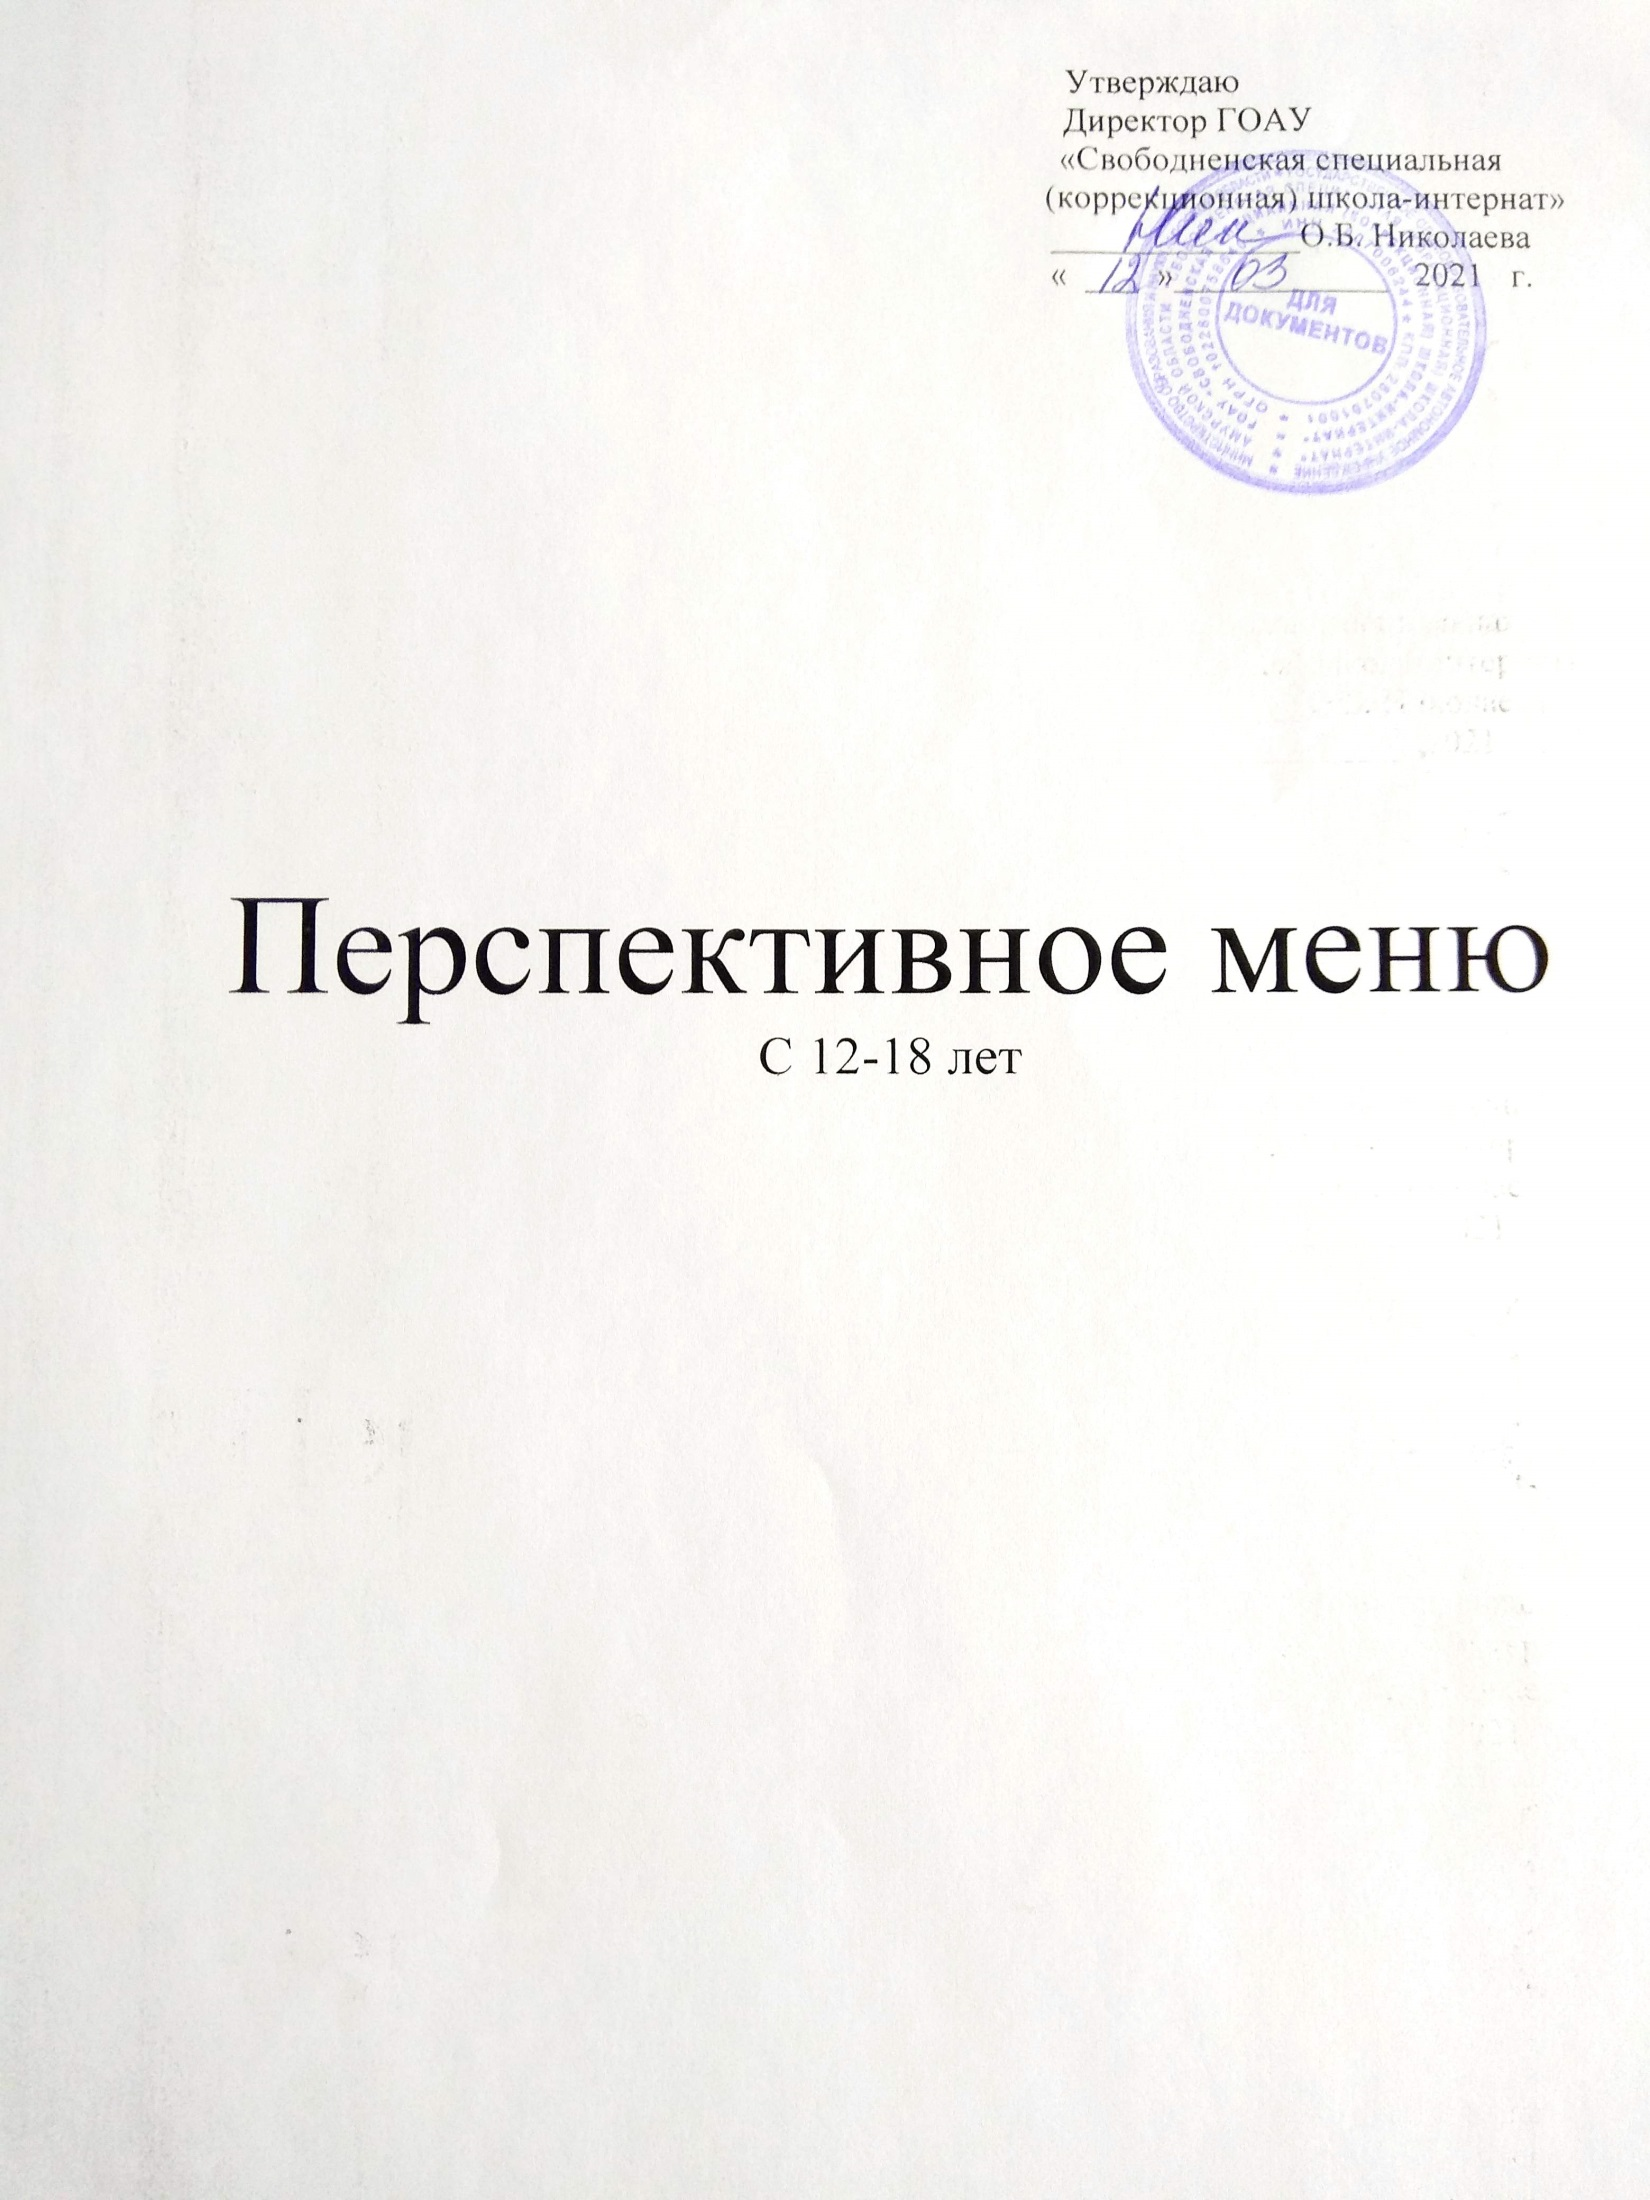 Утверждаю
Директор ГОАУ
«Свободненская специальная
(коррекционная) школа-интернат»
О.Б. Николаева
« 12 » 03 2021 г.
ДЛЯ
ДОКУМЕНТОВ
Перспективное меню
С 12-18 лет